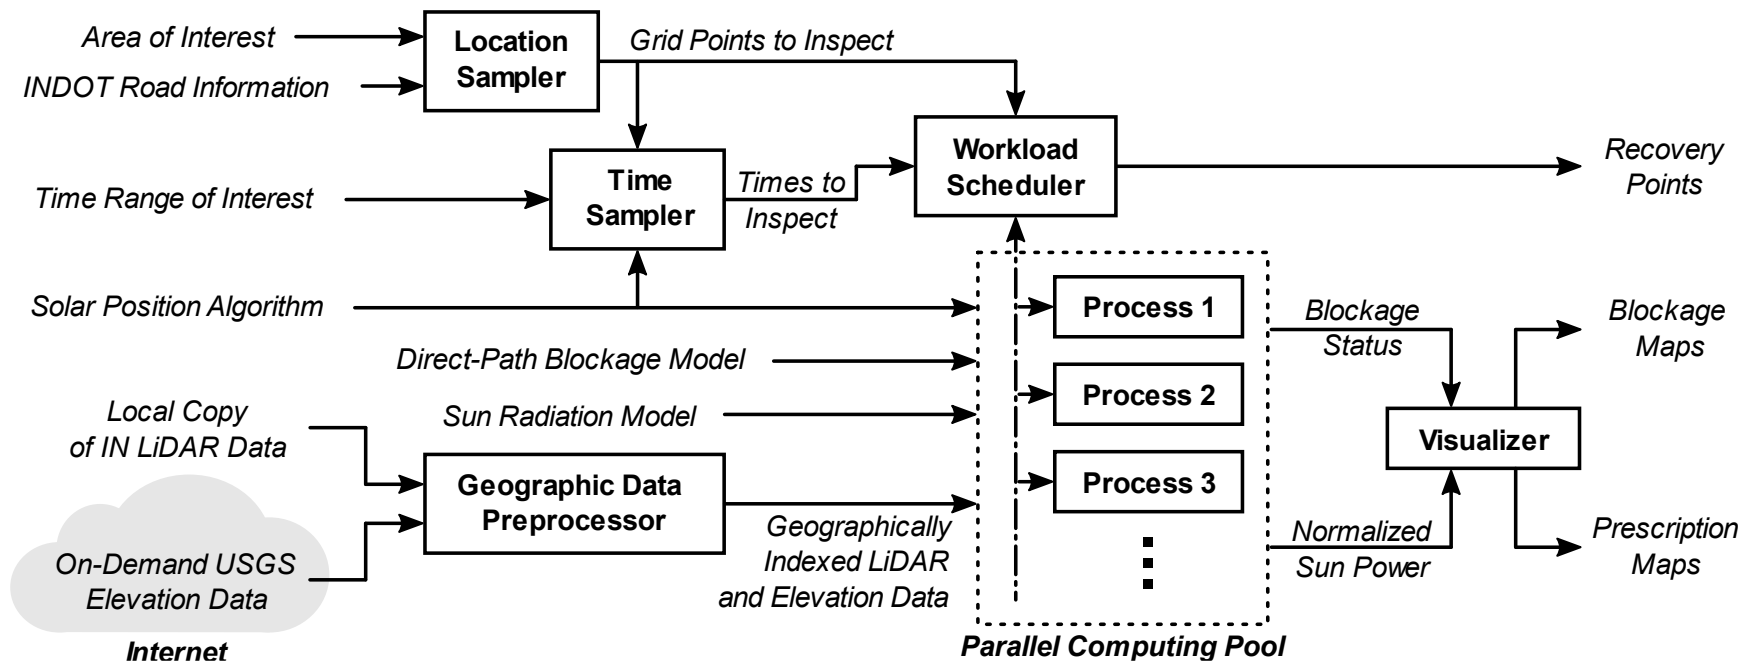 Area of Interest
INDOT Road Information
Location
Sampler
Grid Points to Inspect
Time Range of Interest
Time
Sampler
Times to
Inspect
Workload
Scheduler
Recovery
Points
Solar Position Algorithm
Direct-Path Blockage Model
Sun Radiation Model
Local Copy
of IN LiDAR Data
On-Demand USGS
Elevation Data
Internet
Geographic Data
Preprocessor
Geographically
Indexed LiDAR
and Elevation Data
Process 1
Process 2
Process 3
Parallel Computing Pool
Blockage
Status
Normalized
Sun Power
Visualizer
Blockage
Maps
Prescription
Maps